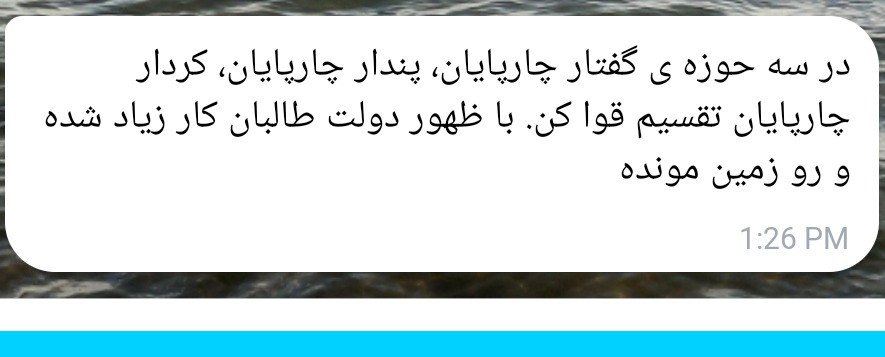 در سه حوزه ی گفتار چارپایان، پندار چارپایان، کردار
چارپایان تقسیم قوا کن. با ظهور دولت طالبان کار زیاد شده
و رو زمین مونده
1:26 PM